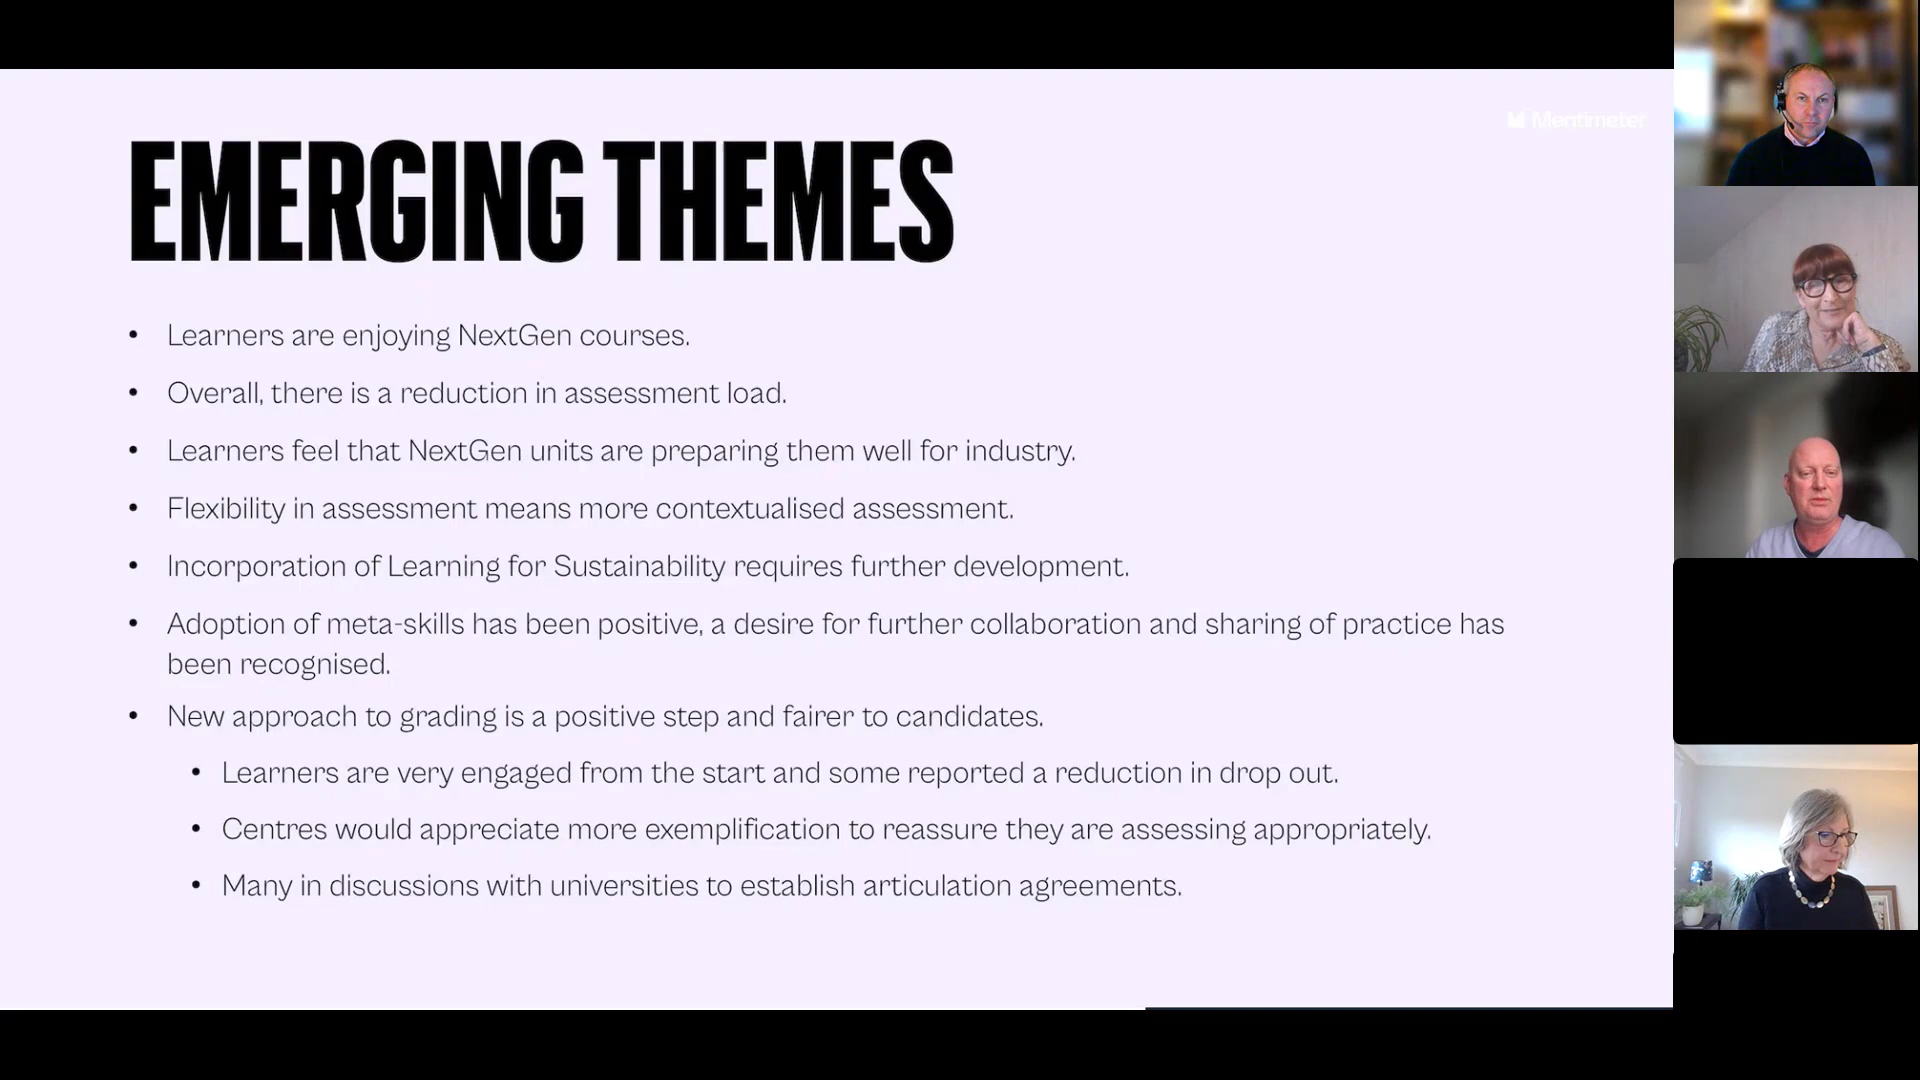 Mentimeter
EMERGING THEMES
• Learners are enjoying NextGen courses.
• Overall, there is a reduction in assessment load.
• Learners feel that NextGen units are preparing them well for industry.
• Flexibility in assessment means more contextualised assessment.
• Incorporation of Learning for Sustainability requires further development.
• Adoption of meta-skills has been positive, a desire for further collaboration and sharing of practice has
been recognised.
• New approach to grading is a positive step and fairer to candidates.
• Learners are very engaged from the start and some reported a reduction in drop out.
• Centres would appreciate more exemplification to reassure they are assessing appropriately.
• Many in discussions with universities to establish articulation agreements.